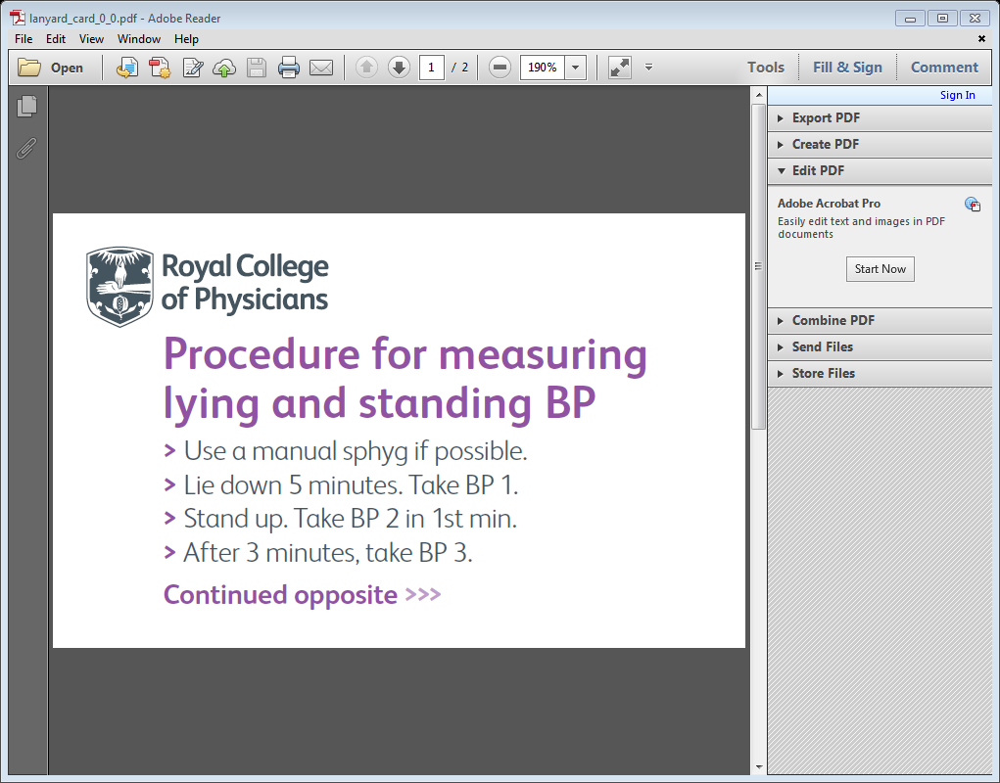 lanyard_card_0_0.pdf - Adobe Reader
File Edit View Window Help
Open 1 / 2 190% Tools Fill & Sign Comment
Sign In
Export PDF
Create PDF
Edit PDF
Adobe Acrobat Pro
Easily edit text and images in PDF
documents
Start Now
Combine PDF
Send Files
Store Files
Royal College
of Physicians
Procedure for measuring
lying and standing BP
> Use a manual sphyg if possible.
> Lie down 5 minutes. Take BP 1.
> Stand up. Take BP 2 in 1st min.
> After 3 minutes, take BP 3.
Continued opposite >>>